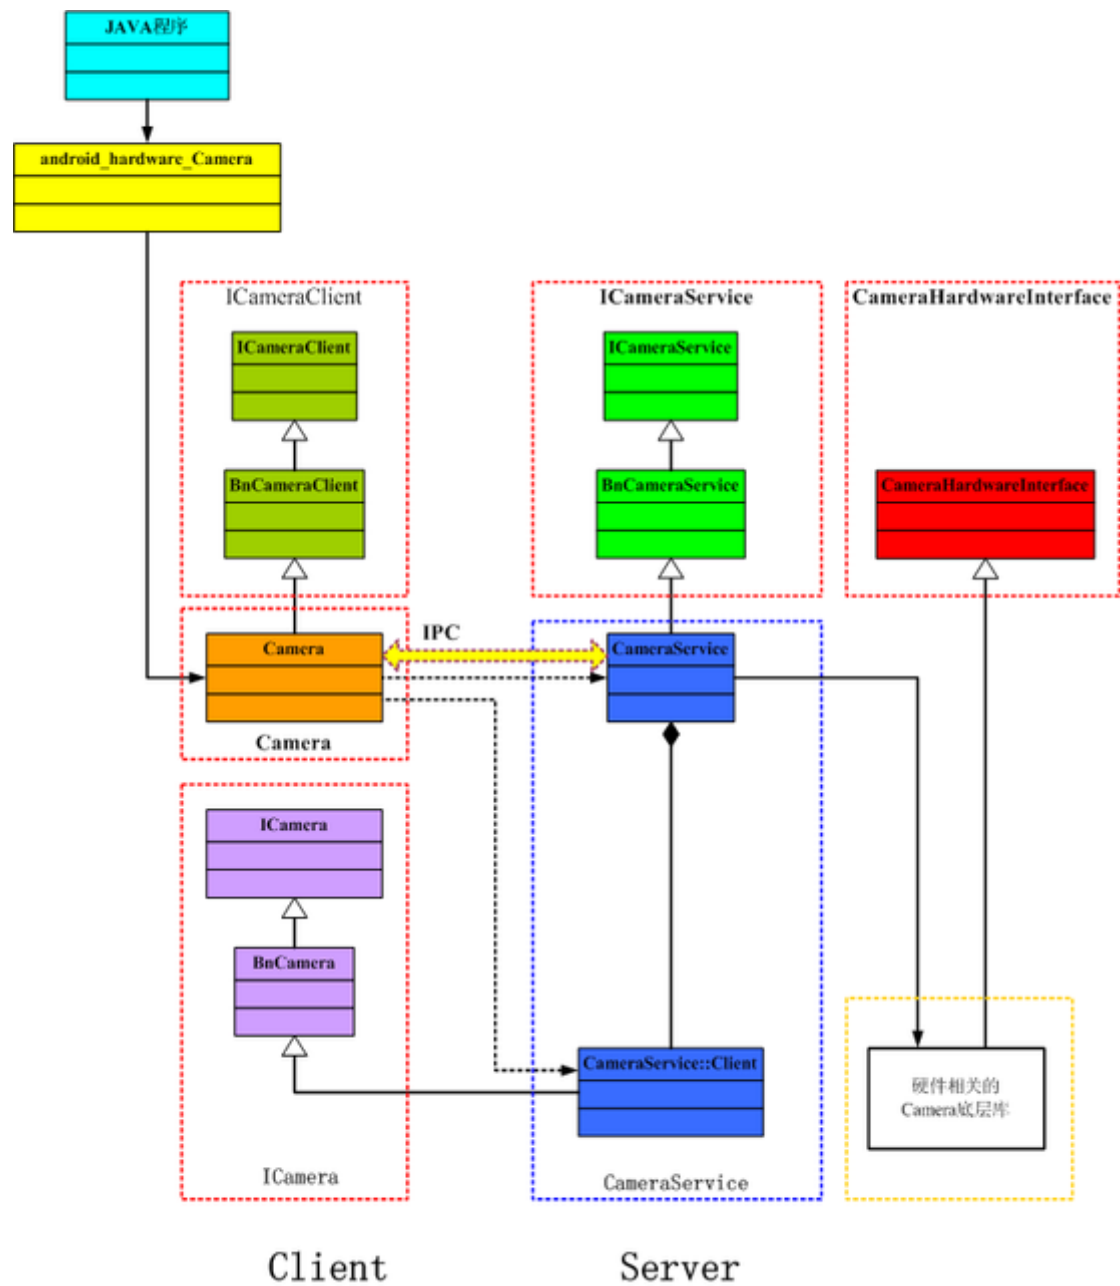 JAVA程序
android_hardware_Camera
ICameraClient
ICameraService
CameraHardwareInterface
ICameraClient
ICameraService
BnCameraClient
BnCameraService
CameraHardwareInterface
IPC
Camera
CameraService
Camera
ICamera
BnCamera
CameraService::Client
硬件相关的
Camera底层库
ICamera
CameraService
Client
Server